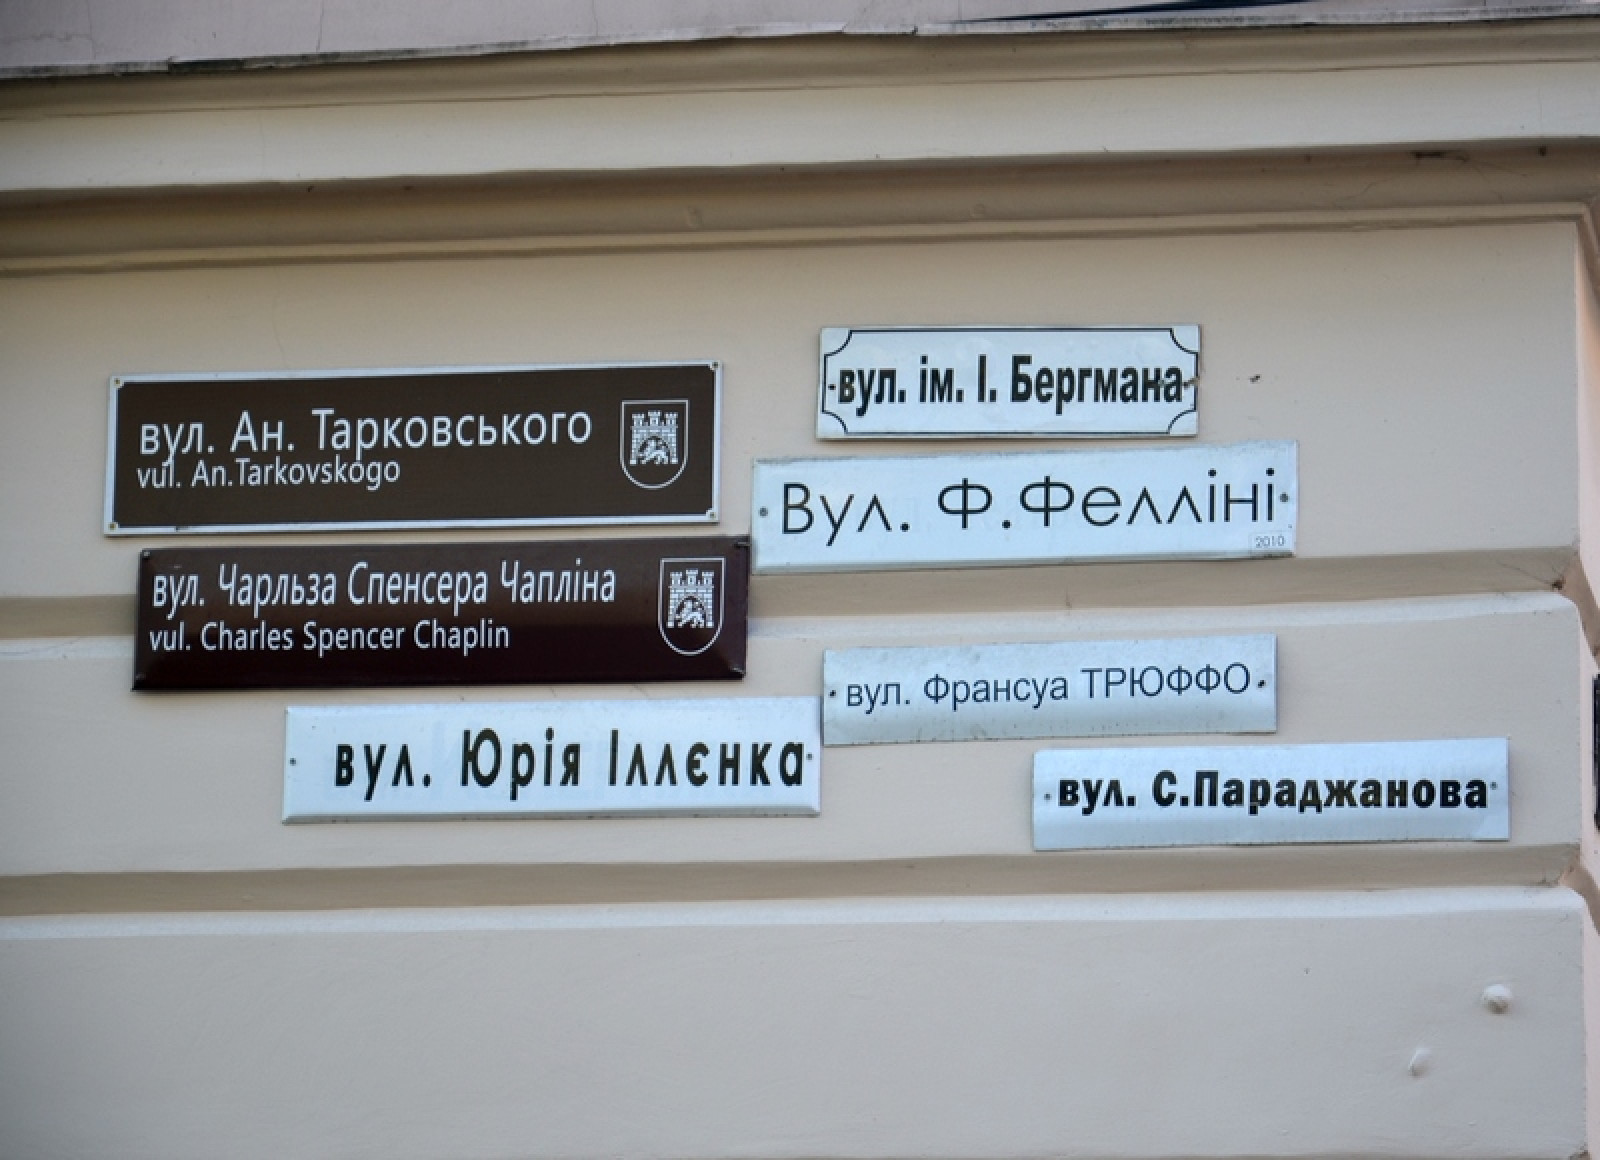 вул. ім. І. Бергмана
вул. Ан. Тарковського
vul. An.Tarkovskogo
Вул. Ф.Фелліні
2010
вул. Чарльза Спенсера Чапліна
vul. Charles Spencer Chaplin
вул. Франсуа ТРЮФФО
вул. Юрія Іллєнка
вул. С.Параджанова